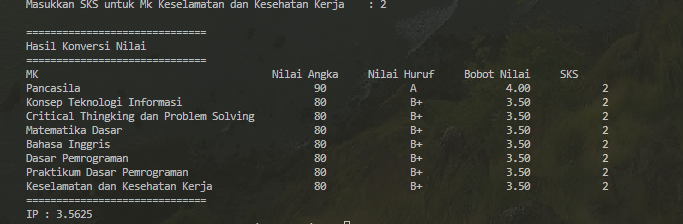 Masukkan SKS untuk Mk Keselamatan dan Kesehatan Kerja : 2
==============================
Hasil Konversi Nilai
==============================
MK Nilai Angka Nilai Huruf Bobot Nilai SKS
Pancasila 90 A 4.00 2
Konsep Teknologi Informasi 80 B+ 3.50 2
Critical Thingking dan Problem Solving 80 B+ 3.50 2
Matematika Dasar 80 B+ 3.50 2
Bahasa Inggris 80 B+ 3.50 2
Dasar Pemrograman 80 B+ 3.50 2
Praktikum Dasar Pemrograman 80 B+ 3.50 2
Keselamatan dan Kesehatan Kerja 80 B+ 3.50 2
==============================
IP : 3.5625